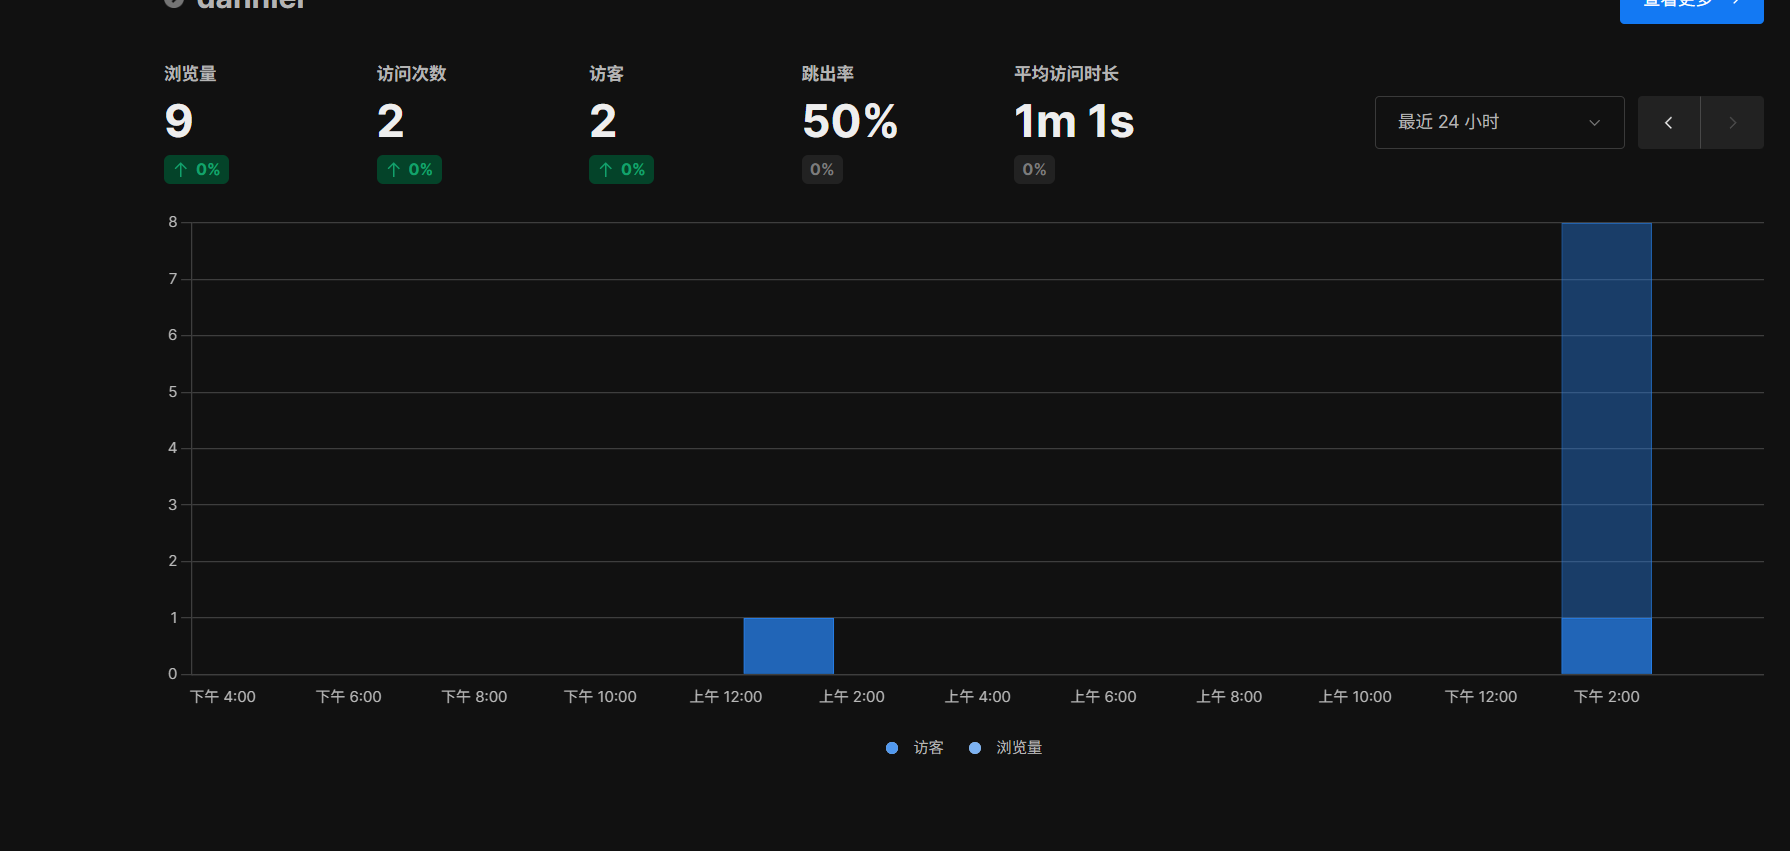 查看更多
浏览量
访问次数
访客
跳出率
平均访问时长
9
2
2
50%
1m 1s
0%
0%
0%
0%
0%
最近 24 小时
8
7
6
5
4
3
2
1
0
下午 4:00
下午 6:00
下午 8:00
下午 10:00
上午 12:00
上午 2:00
上午 4:00
上午 6:00
上午 8:00
上午 10:00
下午 12:00
下午 2:00
访客
浏览量